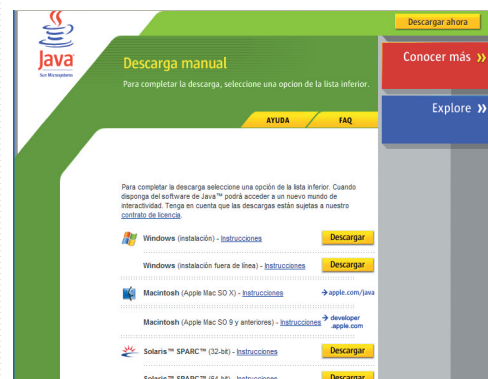 Java
Sun Microsystems
Descargar ahora
Descarga manual
Para completar la descarga, seleccione una opcion de la lista inferior.
Conocer más »
Explore »
AYUDA
FAQ
Para completar la descarga seleccione una opción de la lista inferior. Cuando
disponga del software de Java™ podrá acceder a un nuevo mundo de
interactividad. Tenga en cuenta que las descargas están sujetas a nuestro
contrato de licencia.
Windows (instalación) - Instrucciones Descargar
Windows (instalación fuera de línea) - Instrucciones Descargar
Macintosh (Apple Mac SO X) - Instrucciones apple.com/java
Macintosh (Apple Mac SO 9 y anteriores) - Instrucciones developer
.apple.com
Solaris™ SPARC™ (32-bit) - Instrucciones Descargar
Solaris™ SPARC™ (64-bit) - Instrucciones Descargar